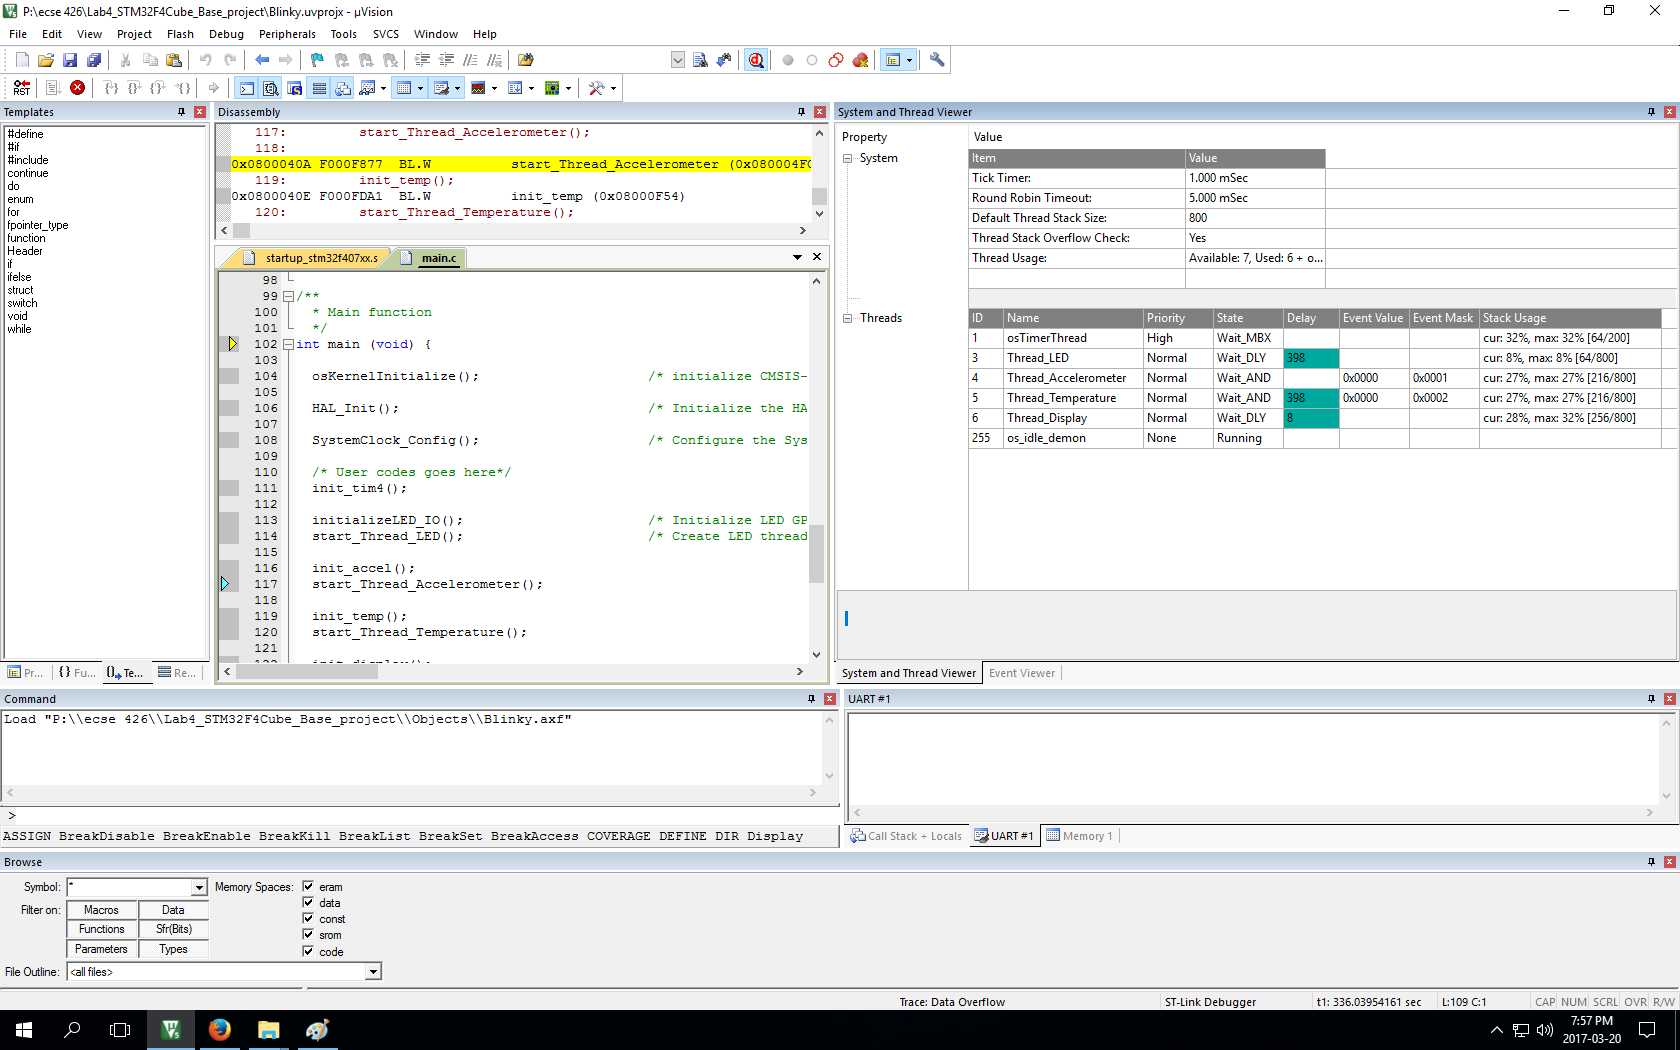 P:\ecse 426\Lab4_STM32F4Cube_Base_project\Blinky.uvprojx - µVision
File Edit View Project Flash Debug Peripherals Tools SVCS Window Help
RST
Templates
#define
#if
#include
continue
do
enum
for
fpointer_type
function
Header
if
ifelse
struct
switch
void
while
Pr... {} Fu... Te... Re...
Disassembly
117: start_Thread_Accelerometer();
118:
0x0800040A F000F877 BL.W start_Thread_Accelerometer (0x080004FC
119: init_temp();
0x0800040E F000FDA1 BL.W init_temp (0x08000F54)
120: start_Thread_Temperature();
startup_stm32f407xx.s main.c
98
99 /**
100 * Main function
101 */
102 int main (void) {
103
104 osKernelInitialize(); /* initialize CMSIS-
105
106 HAL_Init(); /* Initialize the HA
107
108 SystemClock_Config(); /* Configure the Sys
109
110 /* User codes goes here*/
111 init_tim4();
112
113 initializeLED_IO(); /* Initialize LED GP
114 start_Thread_LED(); /* Create LED thread
115
116 init_accel();
117 start_Thread_Accelerometer();
118
119 init_temp();
120 start_Thread_Temperature();
121
System and Thread Viewer
Property Value
System
Item Value
Tick Timer: 1.000 mSec
Round Robin Timeout: 5.000 mSec
Default Thread Stack Size: 800
Thread Stack Overflow Check: Yes
Thread Usage: Available: 7, Used: 6 + o...
Threads
ID Name Priority State Delay Event Value Event Mask Stack Usage
1 osTimerThread High Wait_MBX cur: 32%, max: 32% [64/200]
3 Thread_LED Normal Wait_DLY 398 cur: 8%, max: 8% [64/800]
4 Thread_Accelerometer Normal Wait_AND 0x0000 0x0001 cur: 27%, max: 27% [216/800]
5 Thread_Temperature Normal Wait_AND 398 0x0000 0x0002 cur: 27%, max: 27% [216/800]
6 Thread_Display Normal Wait_DLY 8 cur: 28%, max: 32% [256/800]
255 os_idle_demon None Running
System and Thread Viewer Event Viewer
Command
Load "P:\\ecse 426\\Lab4_STM32F4Cube_Base_project\\Objects\\Blinky.axf"
>
ASSIGN BreakDisable BreakEnable BreakKill BreakList BreakSet BreakAccess COVERAGE DEFINE DIR Display
UART #1
Call Stack + Locals UART #1 Memory 1
Browse
Symbol: * Memory Spaces: eram
data
const
srom
code
Filter on: Macros Data
Functions Sfr(Bits)
Parameters Types
File Outline: <all files>
Trace: Data Overflow ST-Link Debugger t1: 336.03954161 sec L:109 C:1 CAP NUM SCRL OVR R/W
7:57 PM
2017-03-20